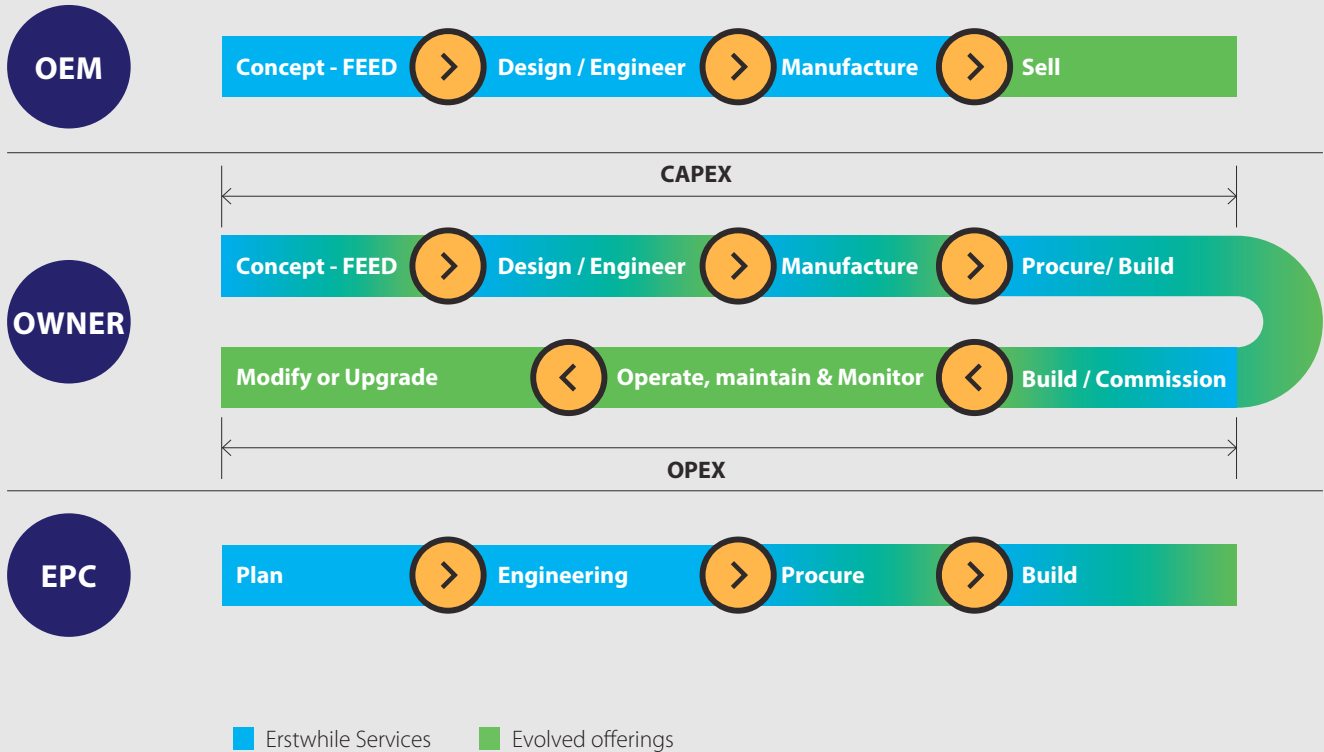 OEM
Concept - FEED
Design / Engineer
Manufacture
Sell
CAPEX
OWNER
Concept - FEED
Design / Engineer
Manufacture
Procure/ Build
Modify or Upgrade
Operate, maintain & Monitor
Build / Commission
OPEX
EPC
Plan
Engineering
Procure
Build
Erstwhile Services
Evolved offerings